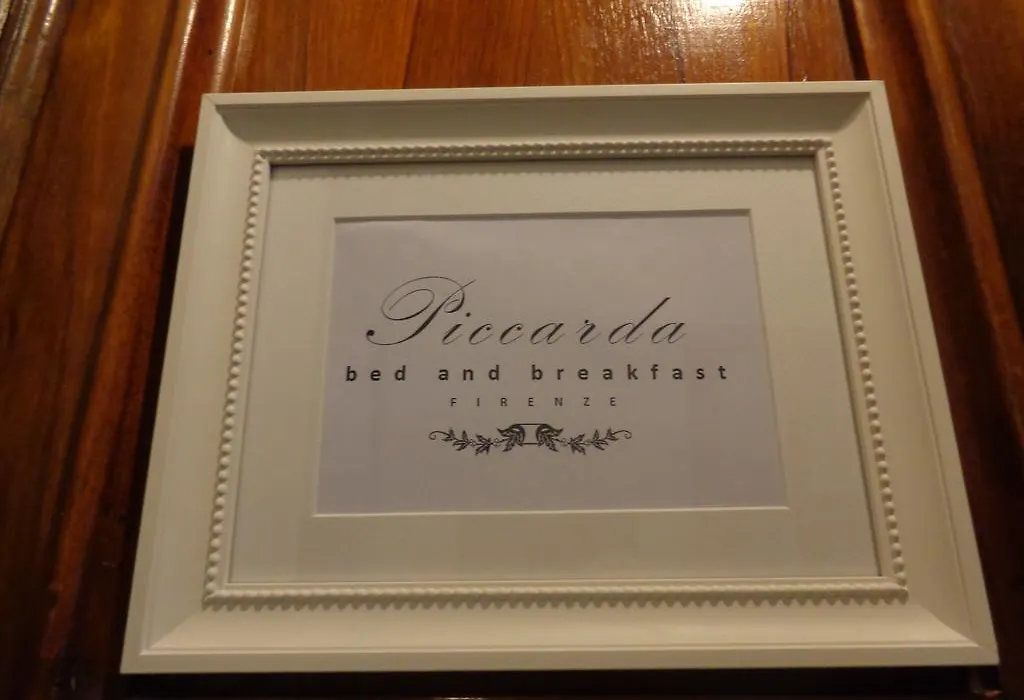 Piccarda
bed and breakfast
FIRENZE